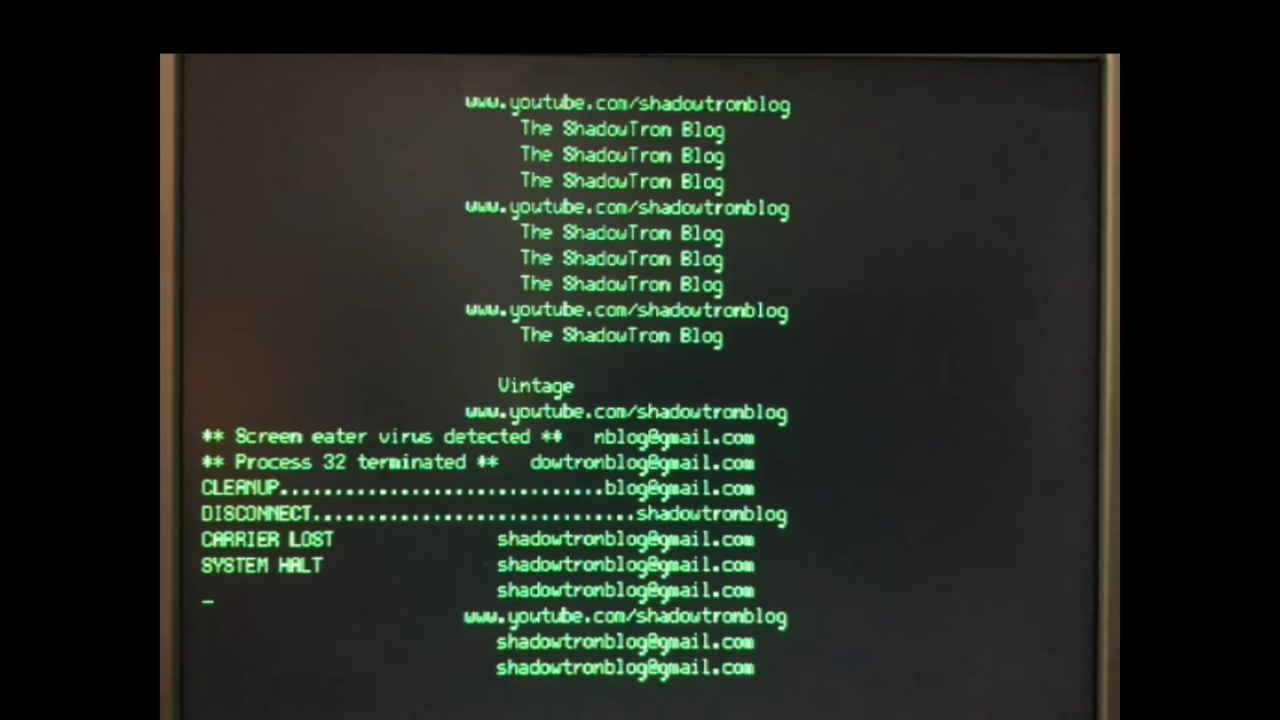 www.youtube.com/shadowtronblog
The ShadowTron Blog
The ShadowTron Blog
The ShadowTron Blog
www.youtube.com/shadowtronblog
The ShadowTron Blog
The ShadowTron Blog
The ShadowTron Blog
www.youtube.com/shadowtronblog
The ShadowTron Blog
Vintage
www.youtube.com/shadowtronblog
** Screen eater virus detected ** nblog@gmail.com
** Process 32 terminated ** dowtronblog@gmail.com
CLEANUP..............................blog@gmail.com
DISCONNECT..............................shadowtronblog
CARRIER LOST shadowtronblog@gmail.com
SYSTEM HALT shadowtronblog@gmail.com
_ shadowtronblog@gmail.com
www.youtube.com/shadowtronblog
shadowtronblog@gmail.com
shadowtronblog@gmail.com